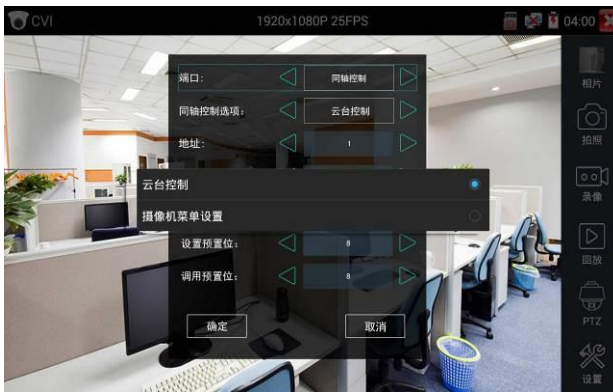 CVI 1920x1080P 25FPS 04:00
端口： 同轴控制
同轴控制选项： 云台控制
地址： 1
云台控制
摄像机菜单设置
设置预置位： 8
调用预置位： 8
确定 取消
相片
拍照
录像
回放
PTZ
设置